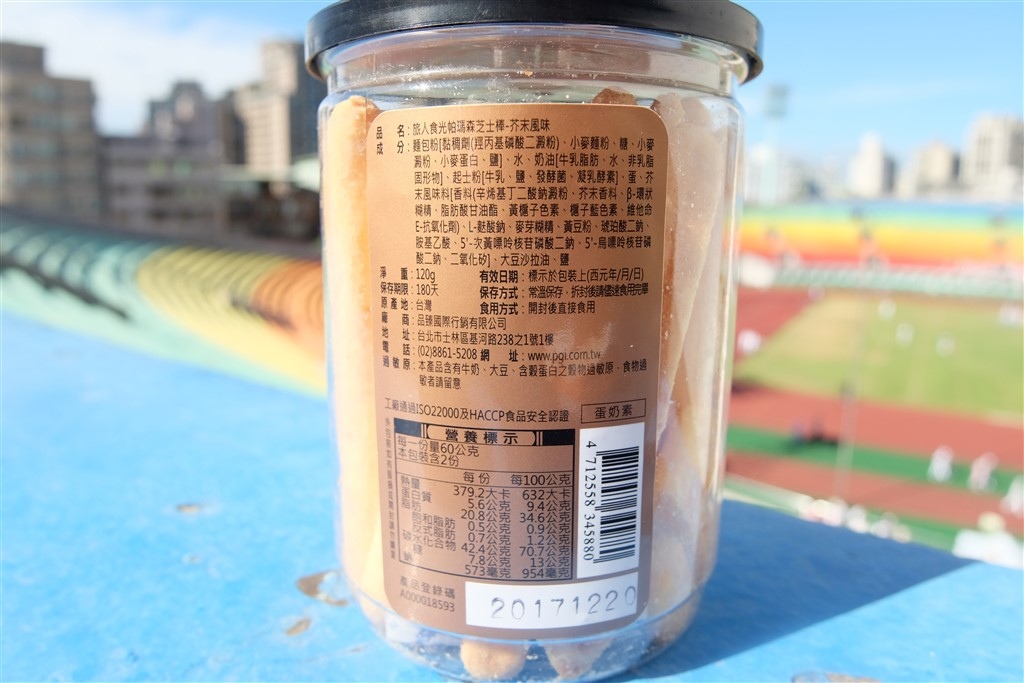 品　　名：旅人食光帕瑪森芝士棒-芥末風味
成　　分：麵包粉[黏稠劑(羥丙基磷酸二澱粉)、小麥麵粉、糖、小麥
澱粉、小麥蛋白、鹽]、水、奶油[牛乳脂肪、水、非乳脂
固形物]、起士粉[牛乳、鹽、發酵菌、凝乳酵素]、蛋、芥
末風味料[香料(辛烯基丁二酸鈉澱粉、芥末香料、β-環狀
糊精、脂肪酸甘油酯、黃槴子色素、槴子藍色素、維他命
E-抗氧化劑)、L-麩酸鈉、麥芽糊精、黃豆粉、琥珀酸二鈉、
胺基乙酸、5'-次黃嘌呤核苷磷酸二鈉、5'-鳥嘌呤核苷磷
酸二鈉、二氧化矽]、大豆沙拉油、鹽
淨　　重：120g　有效日期：標示於包裝上(西元年/月/日)
保存期限：180天　保存方式：常溫保存，拆封後請儘速食用完畢
原 產 地：台灣　食用方式：開封後直接食用
廠　　商：品臻國際行銷有限公司
地　　址：台北市士林區基河路238之1號1樓
電　　話：(02)8861-5208 網　　址：www.pgi.com.tw
過 敏 原：本產品含有牛奶、大豆、含麩蛋白之穀物過敏原，食物過
敏者請留意
工廠通過ISO22000及HACCP食品安全認證　蛋奶素
營養標示
每一份量60公克
本包裝含2份
每份　每100公克
熱量　379.2大卡　632大卡
蛋白質　5.6公克　9.4公克
脂肪　20.8公克　34.6公克
飽和脂肪　0.5公克　0.9公克
反式脂肪　0.7公克　1.2公克
碳水化合物　42.4公克　70.7公克
糖　7.8公克　13公克
鈉　573毫克　954毫克
4 712558 345880
產品登錄碼
A000018593
20171220